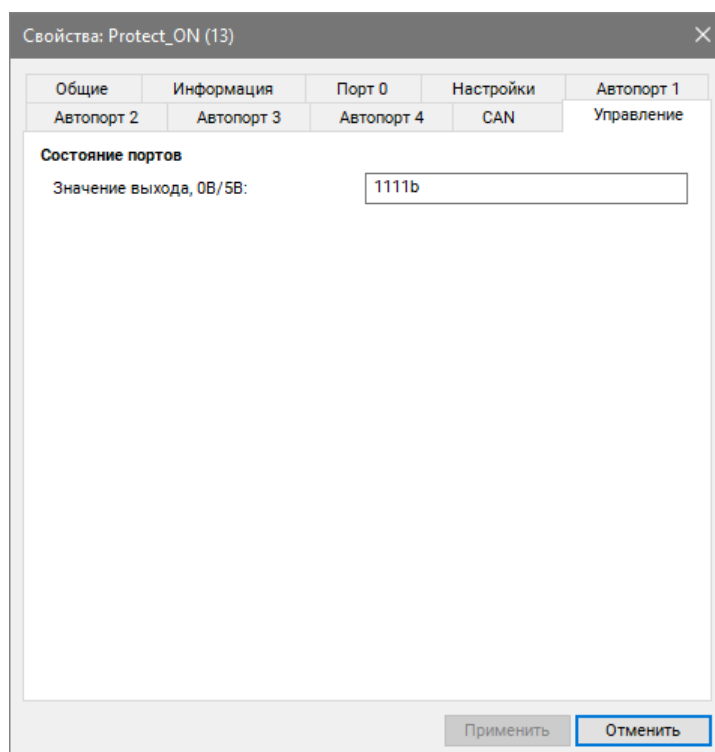 Свойства: Protect_ON (13)
Общие Информация Порт 0 Настройки Автопорт 1
Автопорт 2 Автопорт 3 Автопорт 4 CAN Управление
Состояние портов
Значение выхода, 0В/5В: 1111b
Применить Отменить